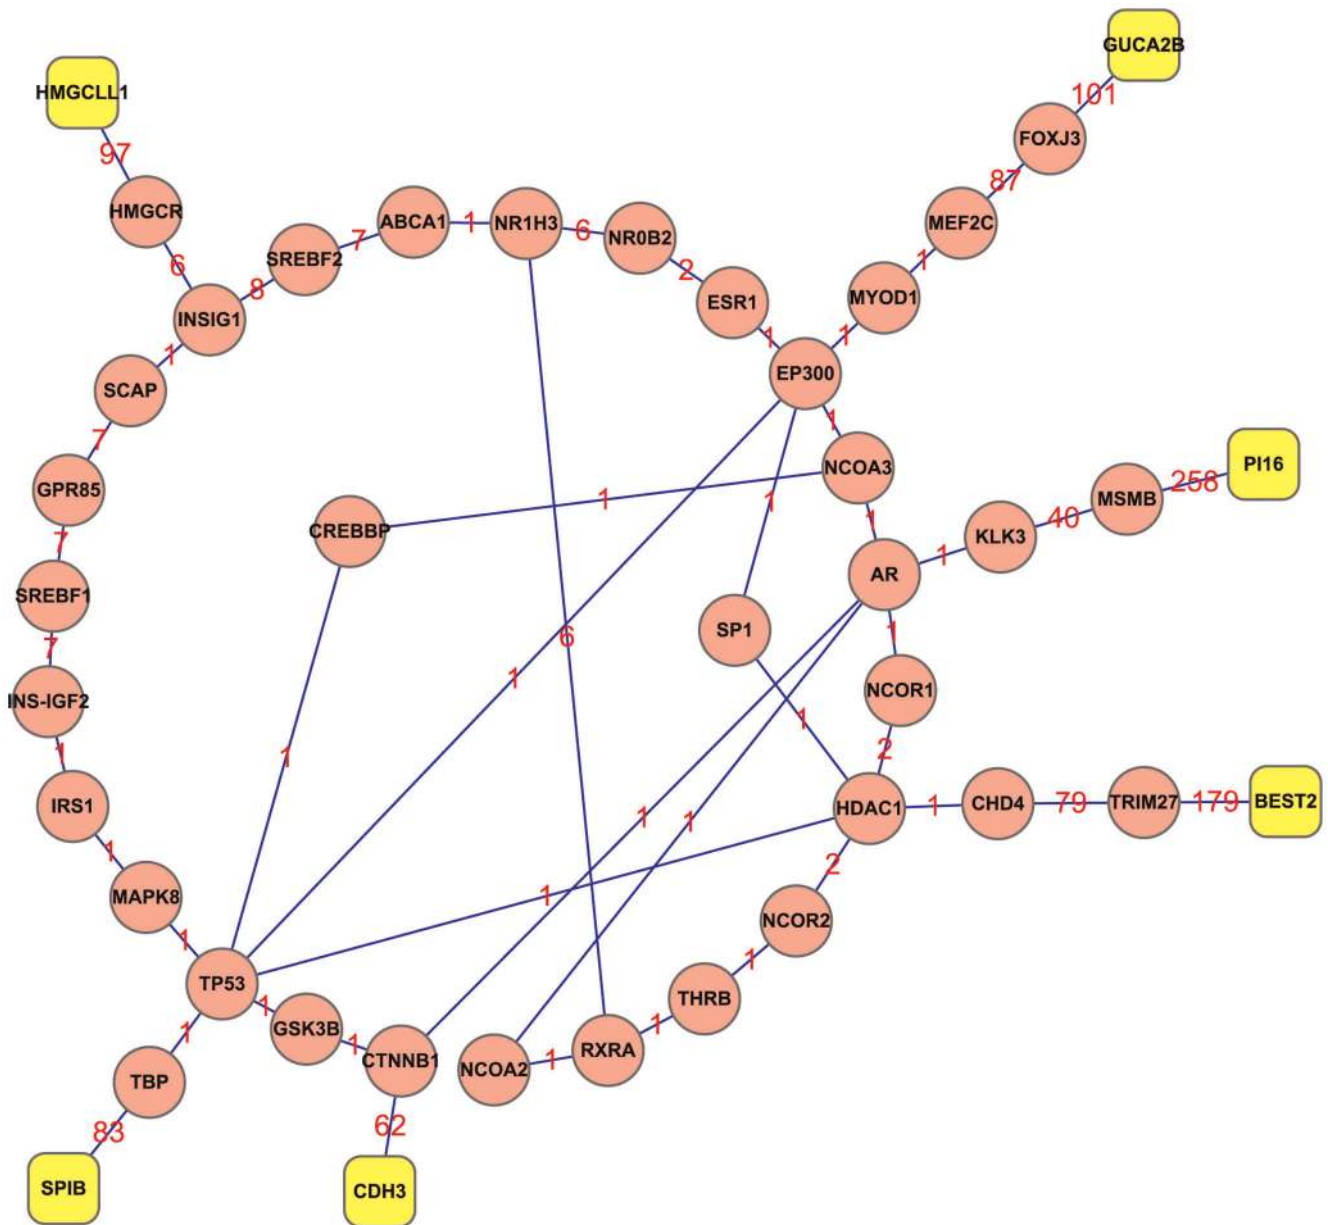 GUCA2B
HMGCLL1
101
FOXJ3
97
87
HMGCR
ABCA1
1
NR1H3
6
NR0B2
MEF2C
7
SREBF2
6
2
1
8
ESR1
MYOD1
INSIG1
1
1
1
EP300
SCAP
1
7
NCOA3
PI16
GPR85
258
MSMB
1
1
1
40
CREBBP
KLK3
7
1
AR
SREBF1
SP1
6
1
7
1
NCOR1
INS-IGF2
1
1
1
2
IRS1
HDAC1
1
CHD4
79
TRIM27
179
BEST2
1
1
1
2
MAPK8
1
NCOR2
1
1
TP53
THRB
1
1
GSK3B
1
1
1
CTNNB1
NCOA2
1
RXRA
TBP
62
83
SPIB
CDH3